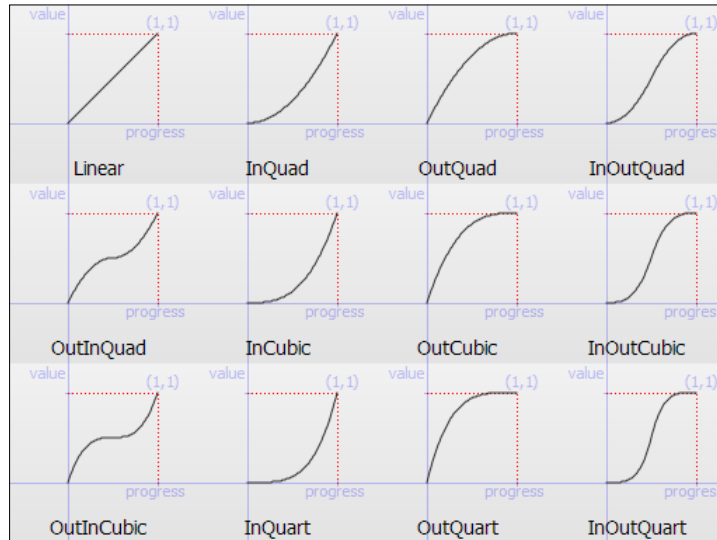 value (1,1) value (1,1) value (1,1) value (1,1)
progress progress progress progress
Linear InQuad OutQuad InOutQuad
value (1,1) value (1,1) value (1,1) value (1,1)
progress progress progress progress
OutInQuad InCubic OutCubic InOutCubic
value (1,1) value (1,1) value (1,1) value (1,1)
progress progress progress progress
OutInCubic InQuart OutQuart InOutQuart